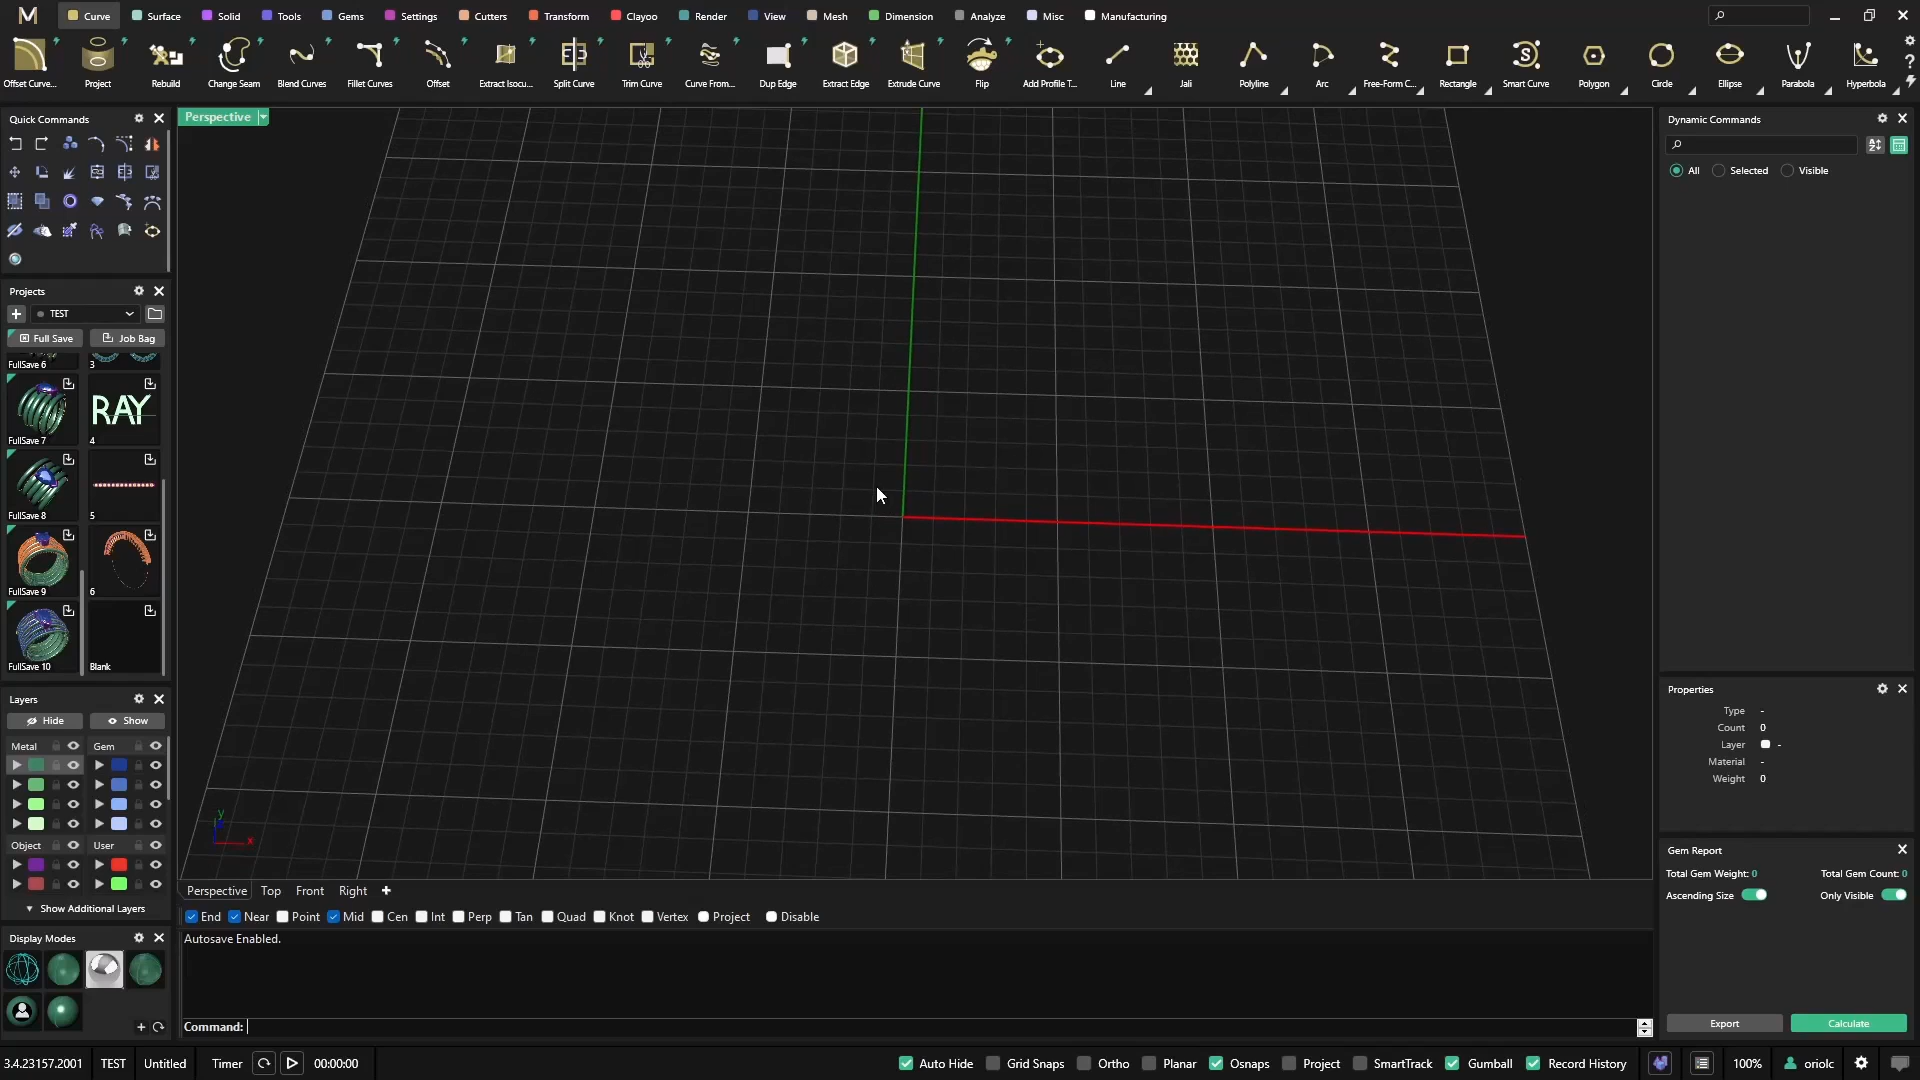 Curve Surface Solid Tools Gems Settings Cutters Transform Clayoo Render View Mesh Dimension Analyze Misc Manufacturing
Offset Curve... Project Rebuild Change Seam Blend Curves Fillet Curves Offset Extract Isocu... Split Curve Trim Curve Curve From... Dup Edge Extract Edge Extrude Curve Flip Add Profile T... Line Jali Polyline Arc Free-Form C... Rectangle Smart Curve Polygon Circle Ellipse Parabola Hyperbola
Quick Commands
Projects
TEST
Full Save Job Bag
FullSave 6 3
RAY
FullSave 7 4
FullSave 8 5
FullSave 9 6
FullSave 10 Blank
Layers
Hide Show
Metal Gem
Object User
Show Additional Layers
Display Modes
Perspective
y
x
Perspective Top Front Right
End Near Point Mid Cen Int Perp Tan Quad Knot Vertex Project Disable
Autosave Enabled.
Command:
Dynamic Commands
All Selected Visible
Properties
Type -
Count 0
Layer -
Material -
Weight 0
Gem Report
Total Gem Weight: 0 Total Gem Count: 0
Ascending Size Only Visible
Export Calculate
3.4.23157.2001 TEST Untitled Timer 00:00:00 Auto Hide Grid Snaps Ortho Planar Osnaps Project SmartTrack Gumball Record History 100% oriolc